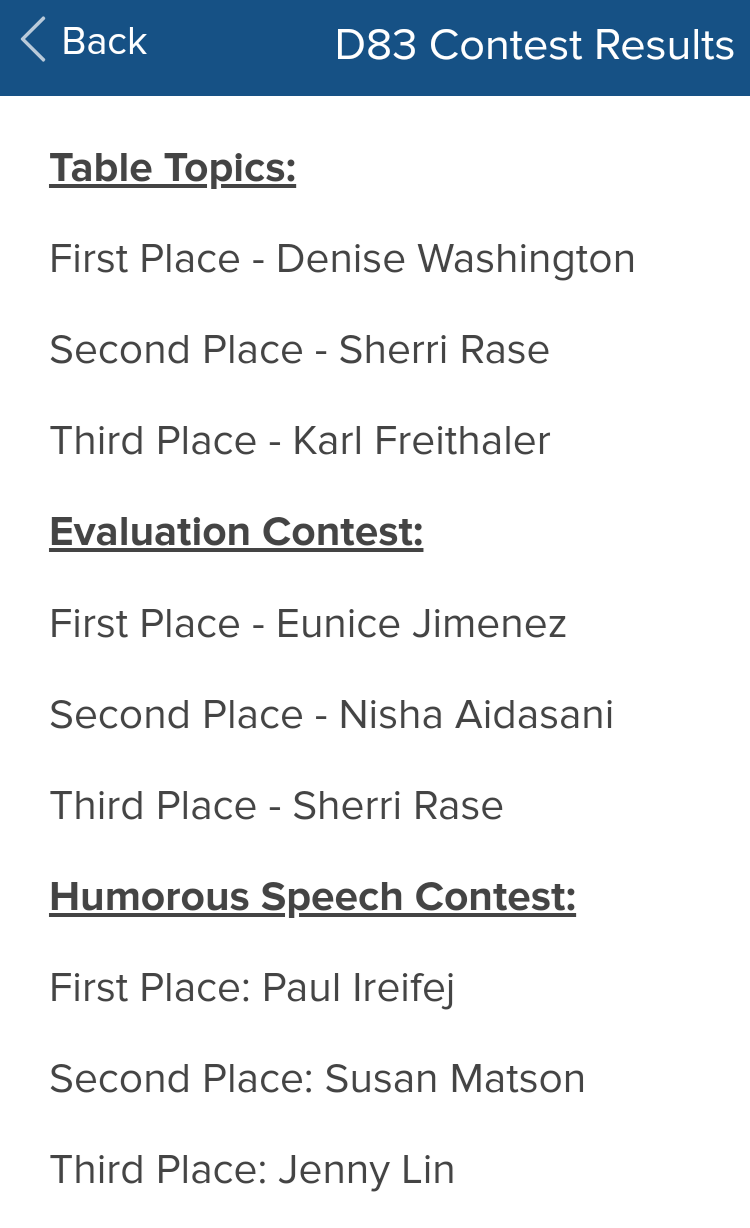 Back
D83 Contest Results
Table Topics:
First Place - Denise Washington
Second Place - Sherri Rase
Third Place - Karl Freithaler
Evaluation Contest:
First Place - Eunice Jimenez
Second Place - Nisha Aidasani
Third Place - Sherri Rase
Humorous Speech Contest:
First Place: Paul Ireifej
Second Place: Susan Matson
Third Place: Jenny Lin